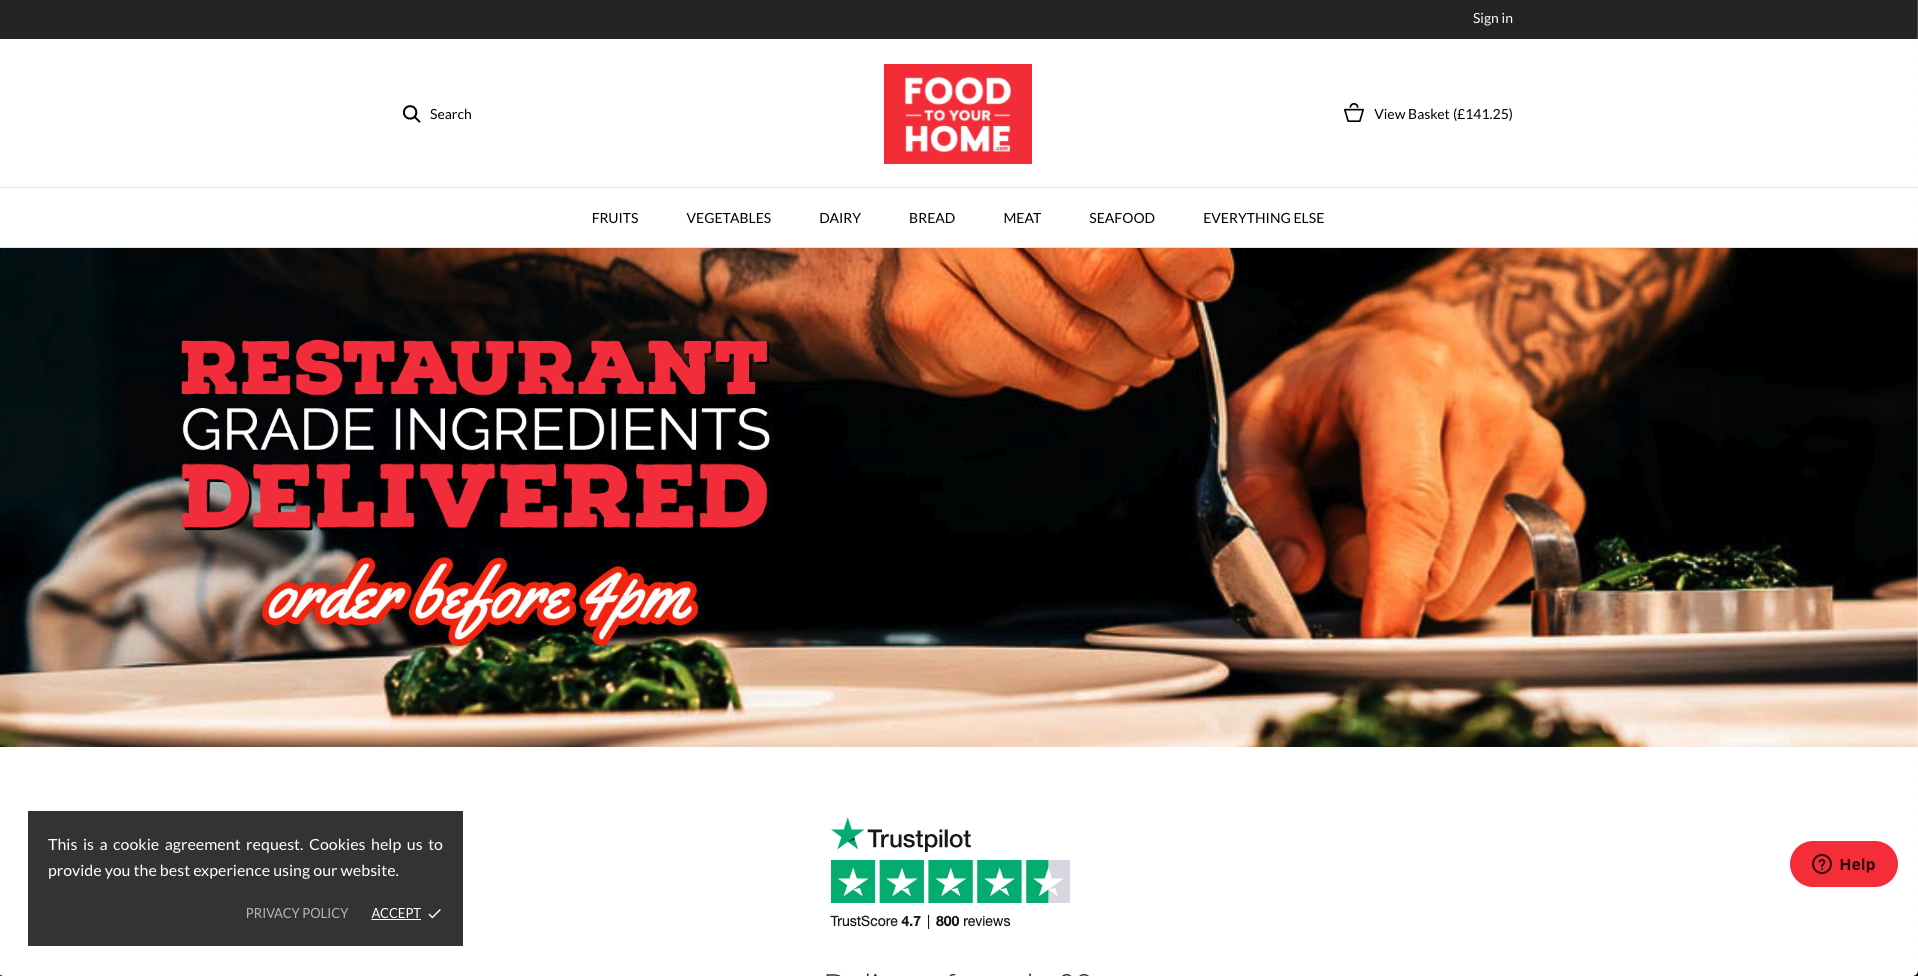 Sign in
Search
FOOD
TO YOUR
HOME
.com
View Basket (£141.25)
FRUITS VEGETABLES DAIRY BREAD MEAT SEAFOOD EVERYTHING ELSE
RESTAURANT
GRADE INGREDIENTS
DELIVERED
order before 4pm
This is a cookie agreement request. Cookies help us to
provide you the best experience using our website.
PRIVACY POLICY ACCEPT
Trustpilot
TrustScore 4.7 | 800 reviews
Help